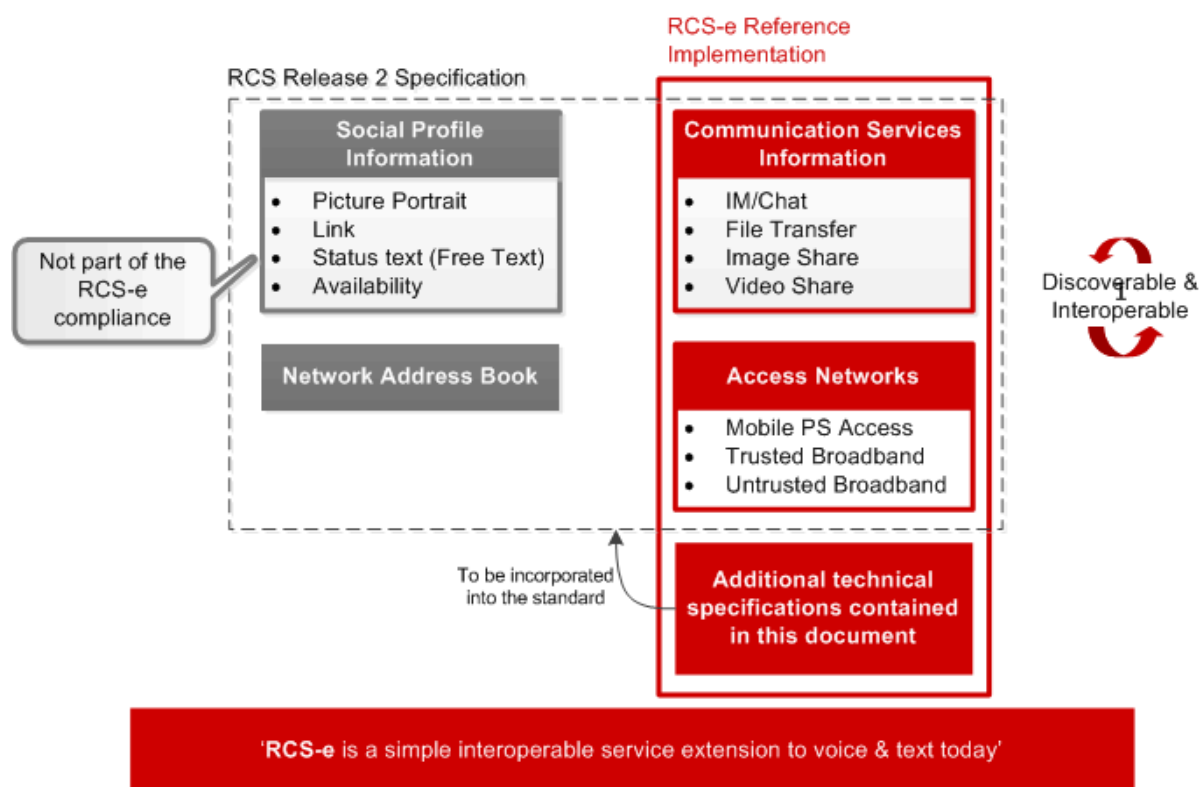 RCS-e Reference
Implementation
RCS Release 2 Specification
Social Profile
Information
• Picture Portrait
• Link
• Status text (Free Text)
• Availability
Communication Services
Information
• IM/Chat
• File Transfer
• Image Share
• Video Share
Not part of the
RCS-e
compliance
Discoverable &
1
Interoperable
Network Address Book
Access Networks
• Mobile PS Access
• Trusted Broadband
• Untrusted Broadband
To be incorporated
into the standard
Additional technical
specifications contained
in this document
‘RCS-e is a simple interoperable service extension to voice & text today’